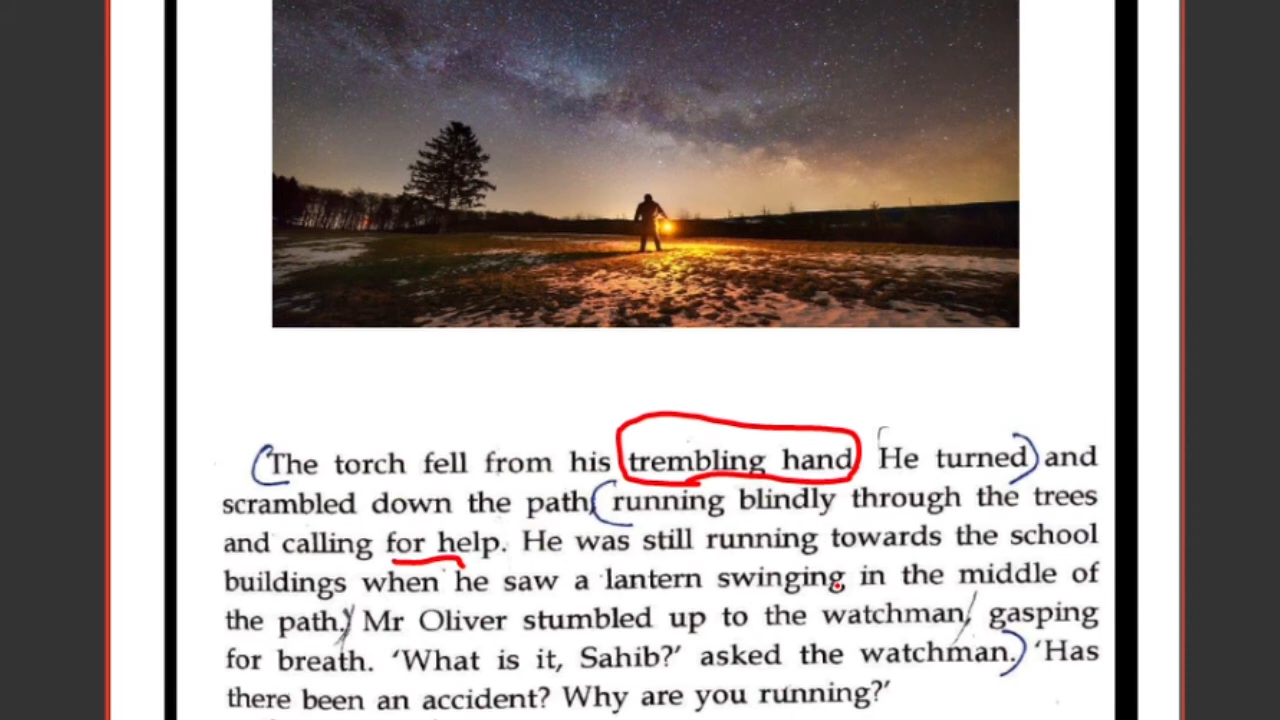 The torch fell from his trembling hand He turned and
scrambled down the path, running blindly through the trees
and calling for help. He was still running towards the school
buildings when he saw a lantern swinging in the middle of
the path. Mr Oliver stumbled up to the watchman, gasping
for breath. ‘What is it, Sahib?’ asked the watchman. ‘Has
there been an accident? Why are you running?’